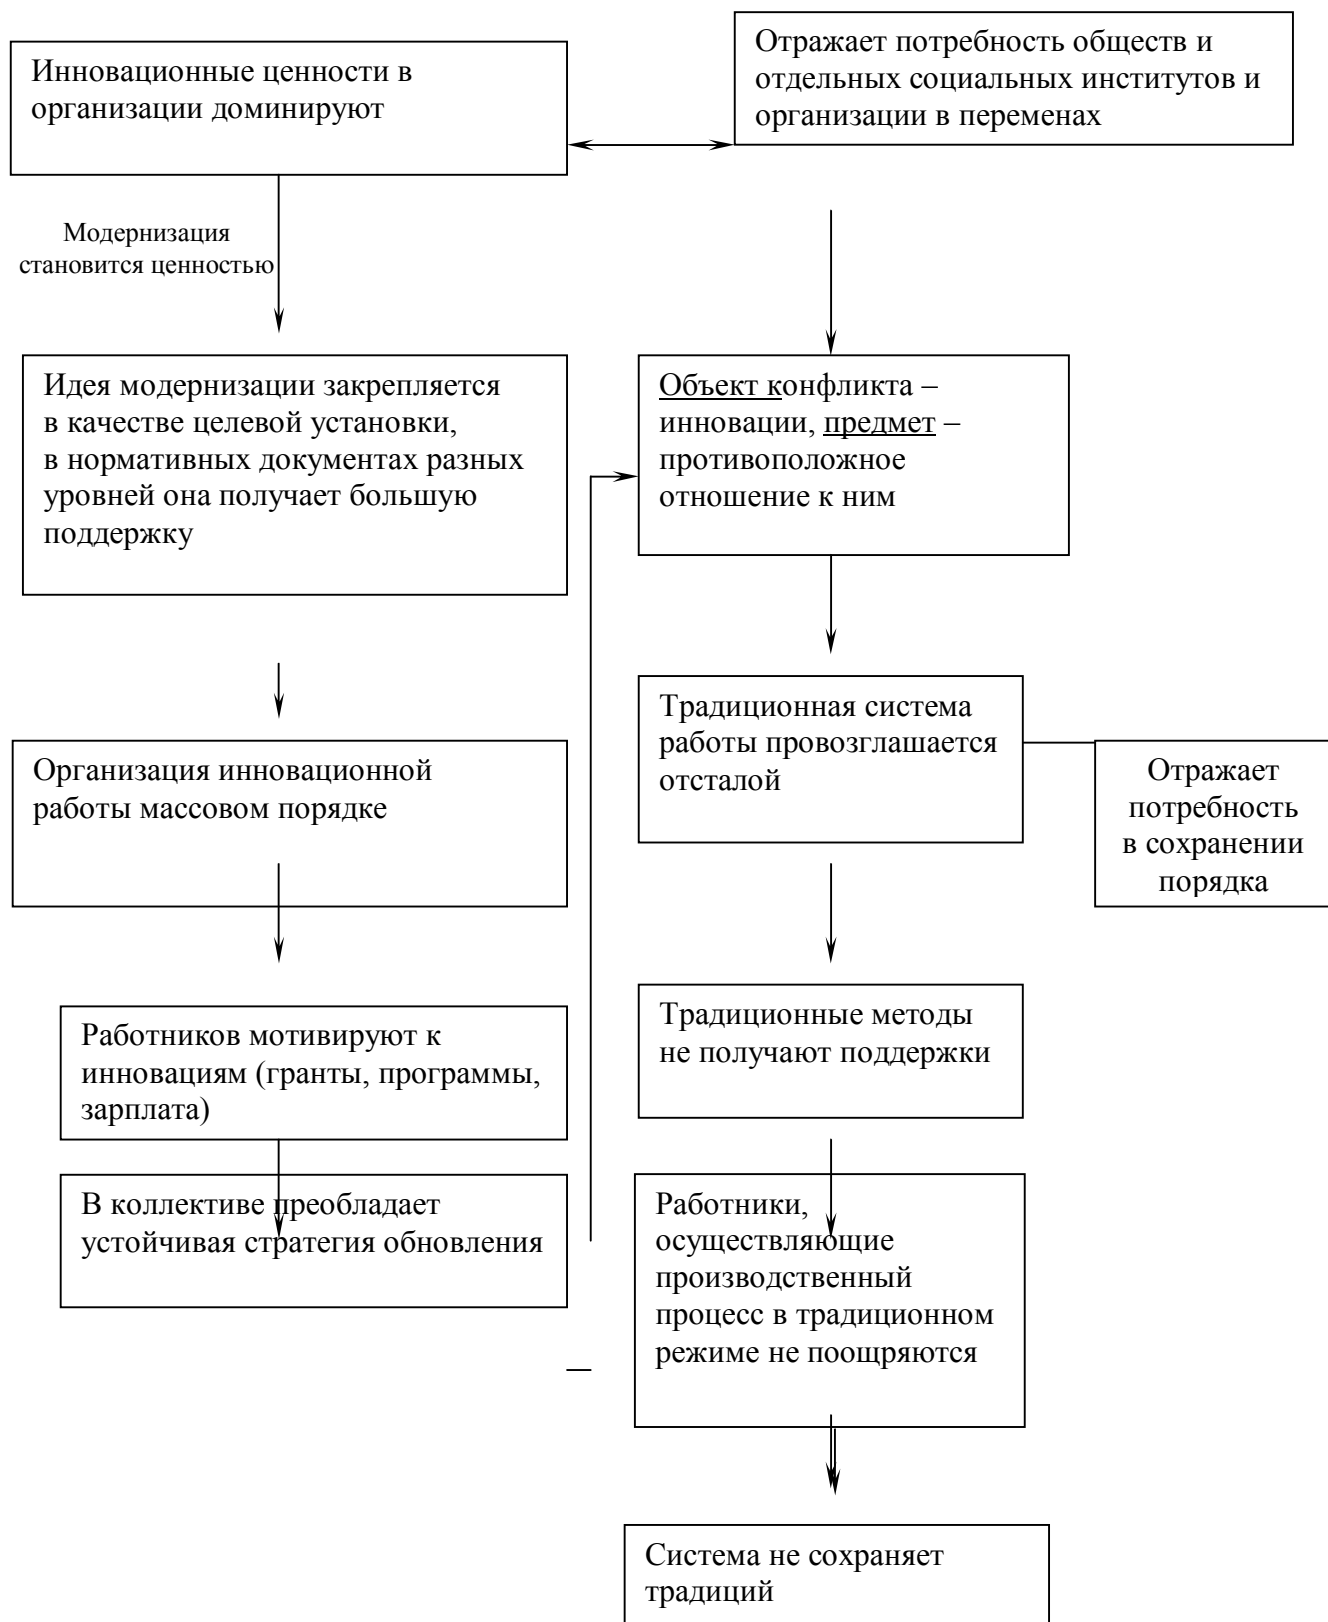 Инновационные ценности в
организации доминируют
Отражает потребность обществ и
отдельных социальных институтов и
организации в переменах
Модернизация
становится ценностью
Идея модернизации закрепляется
в качестве целевой установки,
в нормативных документах разных
уровней она получает большую
поддержку
Объект конфликта –
инновации, предмет –
противоположное
отношение к ним
Организация инновационной
работы массовом порядке
Традиционная система
работы провозглашается
отсталой
Отражает
потребность
в сохранении
порядка
Работников мотивируют к
инновациям (гранты, программы,
зарплата)
Традиционные методы
не получают поддержки
В коллективе преобладает
устойчивая стратегия обновления
Работники,
осуществляющие
производственный
процесс в традиционном
режиме не поощряются
Система не сохраняет
традиций